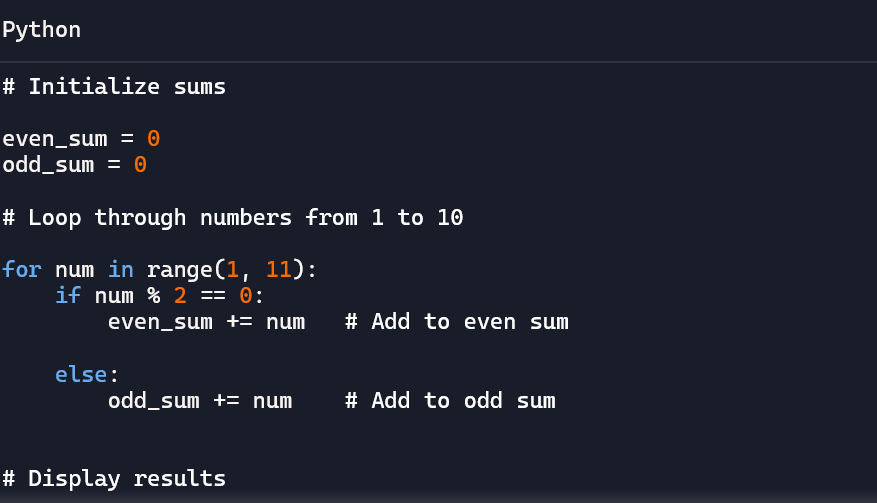 Python
# Initialize sums
even_sum = 0
odd_sum = 0
# Loop through numbers from 1 to 10
for num in range(1, 11):
    if num % 2 == 0:
        even_sum += num   # Add to even sum
    else:
        odd_sum += num    # Add to odd sum
# Display results